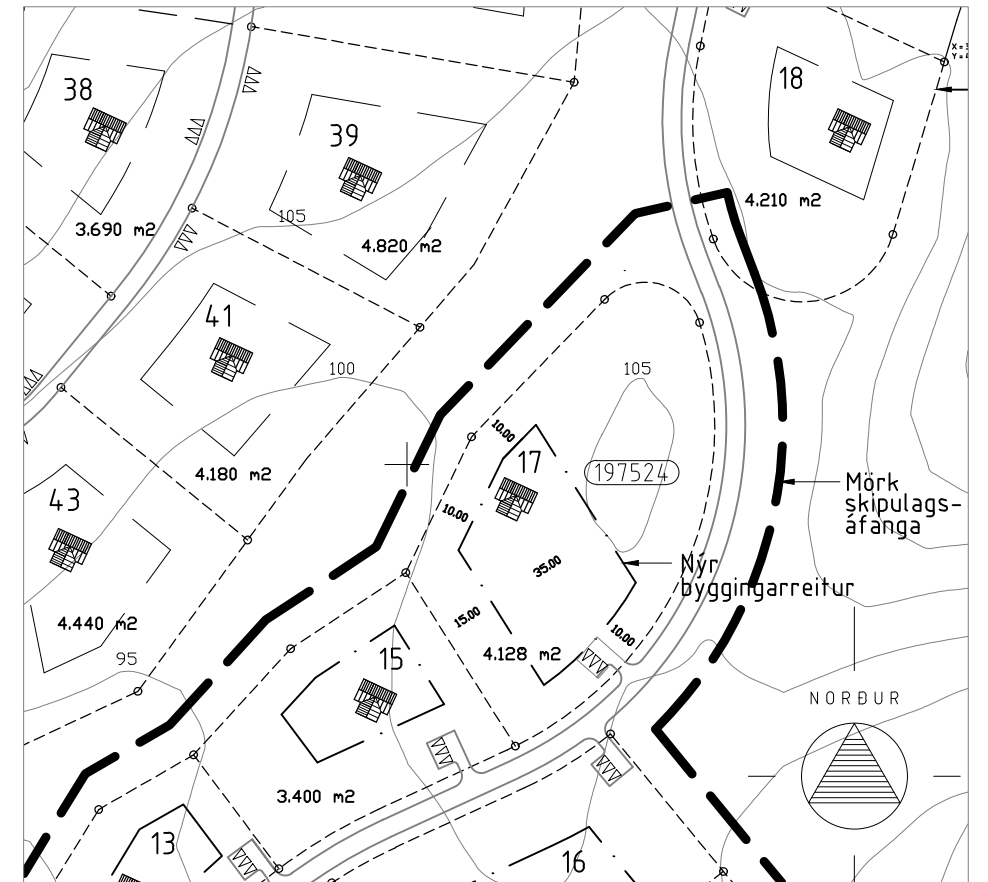 38
39
18
3.690 m2
105
4.820 m2
4.210 m2
41
100
105
10.00
17
197524
4.180 m2
43
10.00
Mörk
skipulags-
áfanga
35.00
Nýr
byggingarreitur
15.00
10.00
4.440 m2
95
15
4.128 m2
NORÐUR
3.400 m2
13
16